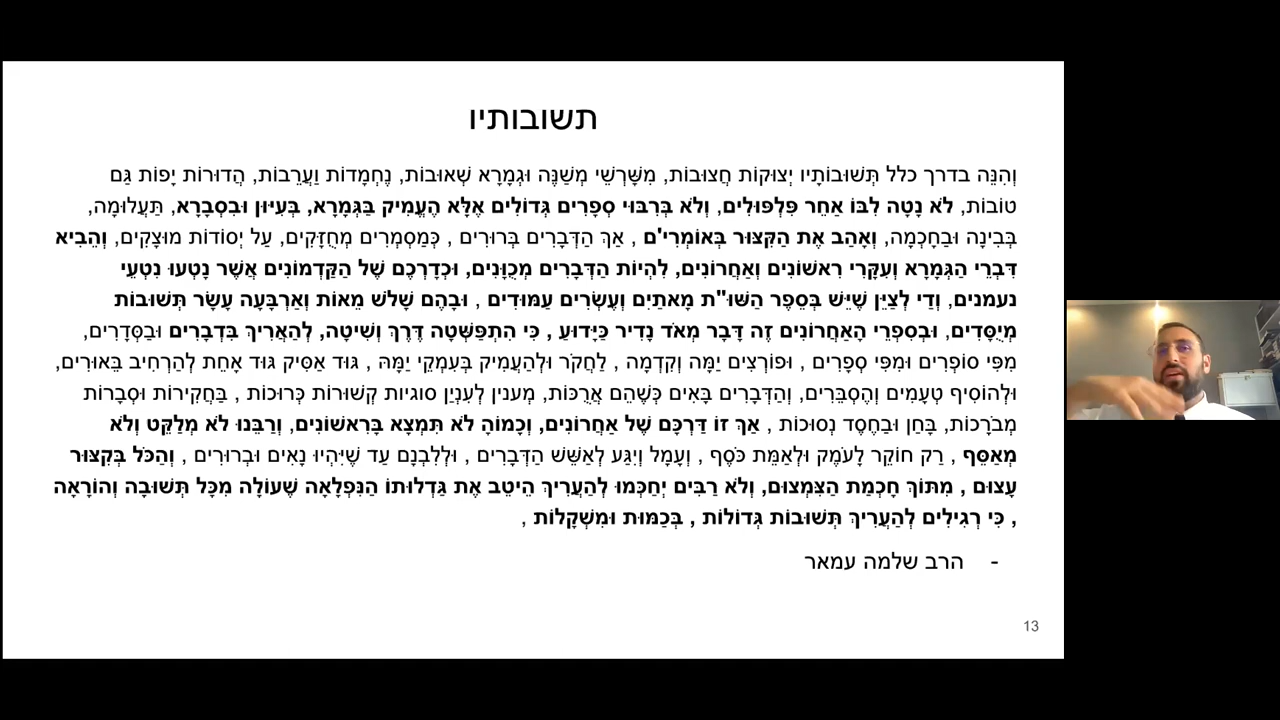 תשובותיו
וְהִנֵּה בדרך כלל תְּשׁוּבוֹתָיו יְצוּקוֹת חֲצוּבוֹת, מִשָּׁרְשֵׁי מְשַׁנָּה וּגְמָרָא שְׁאוּבוֹת, נֶחְמָדוֹת וַעֲרֵבוֹת, הֲדוּרוֹת יָפוֹת גַּם
טוֹבוֹת, לֹא נָטָה לִבּוֹ אַחֵר פִּלְפּוּלִים, וְלֹא בְּרִבּוּי סְפָרִים גְּדוֹלִים אֶלָּא הֶעֱמִיק בַּגְּמָרָא, בְּעִיּוּן וּבִסְבָרָא, תַּעֲלוּמָה,
בְּבִינָה וּבַחָכְמָה, וְאָהַב אֶת הַקִּצּוּר בְּאוֹמְרִי'ם , אַךְ הַדְּבָרִים בְּרוּרִים , כְּמַסְמְרִים מְחֻזָּקִים, עַל יְסוֹדוֹת מוּצָקִים, וְהֵבִיא
דִּבְרֵי הַגְּמָרָא וְעִקָּרֵי רִאשׁוֹנִים וְאַחֲרוֹנִים, לִהְיוֹת הַדְּבָרִים מְכֻוָּנִים, וּכְדָרְכֶם שֶׁל הַקַּדְמוֹנִים אֲשֶׁר נָטְעוּ נִטְעֵי
נעמנים, וְדַי לְצַיֵּן שֶׁיֵּשׁ בְּסֵפֶר הַשּׁוּ"ת מָאתַיִם וְעֶשְׂרִים עַמּוּדִים , וּבָהֶם שָׁלֹשׁ מֵאוֹת וְאַרְבָּעָה עָשָׂר תְּשׁוּבוֹת
מְיֻסָּדִים, וּבְסִפְרֵי הָאַחֲרוֹנִים זֶה דָּבָר מְאֹד נָדִיר כַּיָּדוּעַ , כִּי הִתְפַּשְּׁטָה דֶּרֶךְ וְשִׁיטָה, לְהַאֲרִיךְ בִּדְבָרִים וּבִסְדָרִים,
מִפִּי סוֹפְרִים וּמִפִּי סְפָרִים , וּפוֹרְצִים יַמָּה וְקִדְמָה , לַחֲקֹר וּלְהַעֲמִיק בְּעִמְקֵי יַמָּהּ , גּוּד אַסִּיק גּוּד אָחֵת לְהַרְחִיב בֵּאוּרִים,
וּלְהוֹסִיף טְעָמִים וְהֶסְבֵּרִים, וְהַדְּבָרִים בָּאִים כְּשֶׁהֵם אֲרֻכּוֹת, מענין לְעִנְיַן סוגיות קְשׁוּרוֹת כְּרוּכוֹת , בַּחֲקִירוֹת וּסְבָרוֹת
מְבֹרָכוֹת, בָּחַן וּבַחֶסֶד נְסוּכוֹת , אַךְ זוֹ דַּרְכָּם שֶׁל אַחֲרוֹנִים, וְכָמוֹהָ לֹא תִּמְצָא בָּרִאשׁוֹנִים, וְרַבֵּנוּ לֹא מְלַקֵּט וְלֹא
מְאַסֵּף , רַק חוֹקֵר לָעֹמֶק וּלְאַמֵּת כֹּסֶף , וְעָמָל וְיִגַּע לְאַשֵּׁשׁ הַדְּבָרִים , וּלְלִבְנָם עַד שֶׁיִּהְיוּ נָאִים וּבְרוּרִים , וְהַכֹּל בְּקִצּוּר
עָצוּם , מִתּוֹךְ חָכְמַת הַצִּמְצוּם, וְלֹא רַבִּים יְחַכְּמוּ לְהַעֲרִיךְ הֵיטֵב אֶת גַּדְלוּתוֹ הַנִּפְלָאָה שֶׁעוֹלָה מִכָּל תְּשׁוּבָה וְהוֹרָאָה
, כִּי רְגִילִים לְהַעֲרִיךְ תְּשׁוּבוֹת גְּדוֹלוֹת , בְּכַמּוּת וּמִשְׁקָלוֹת ,
- הרב שלמה עמאר
13